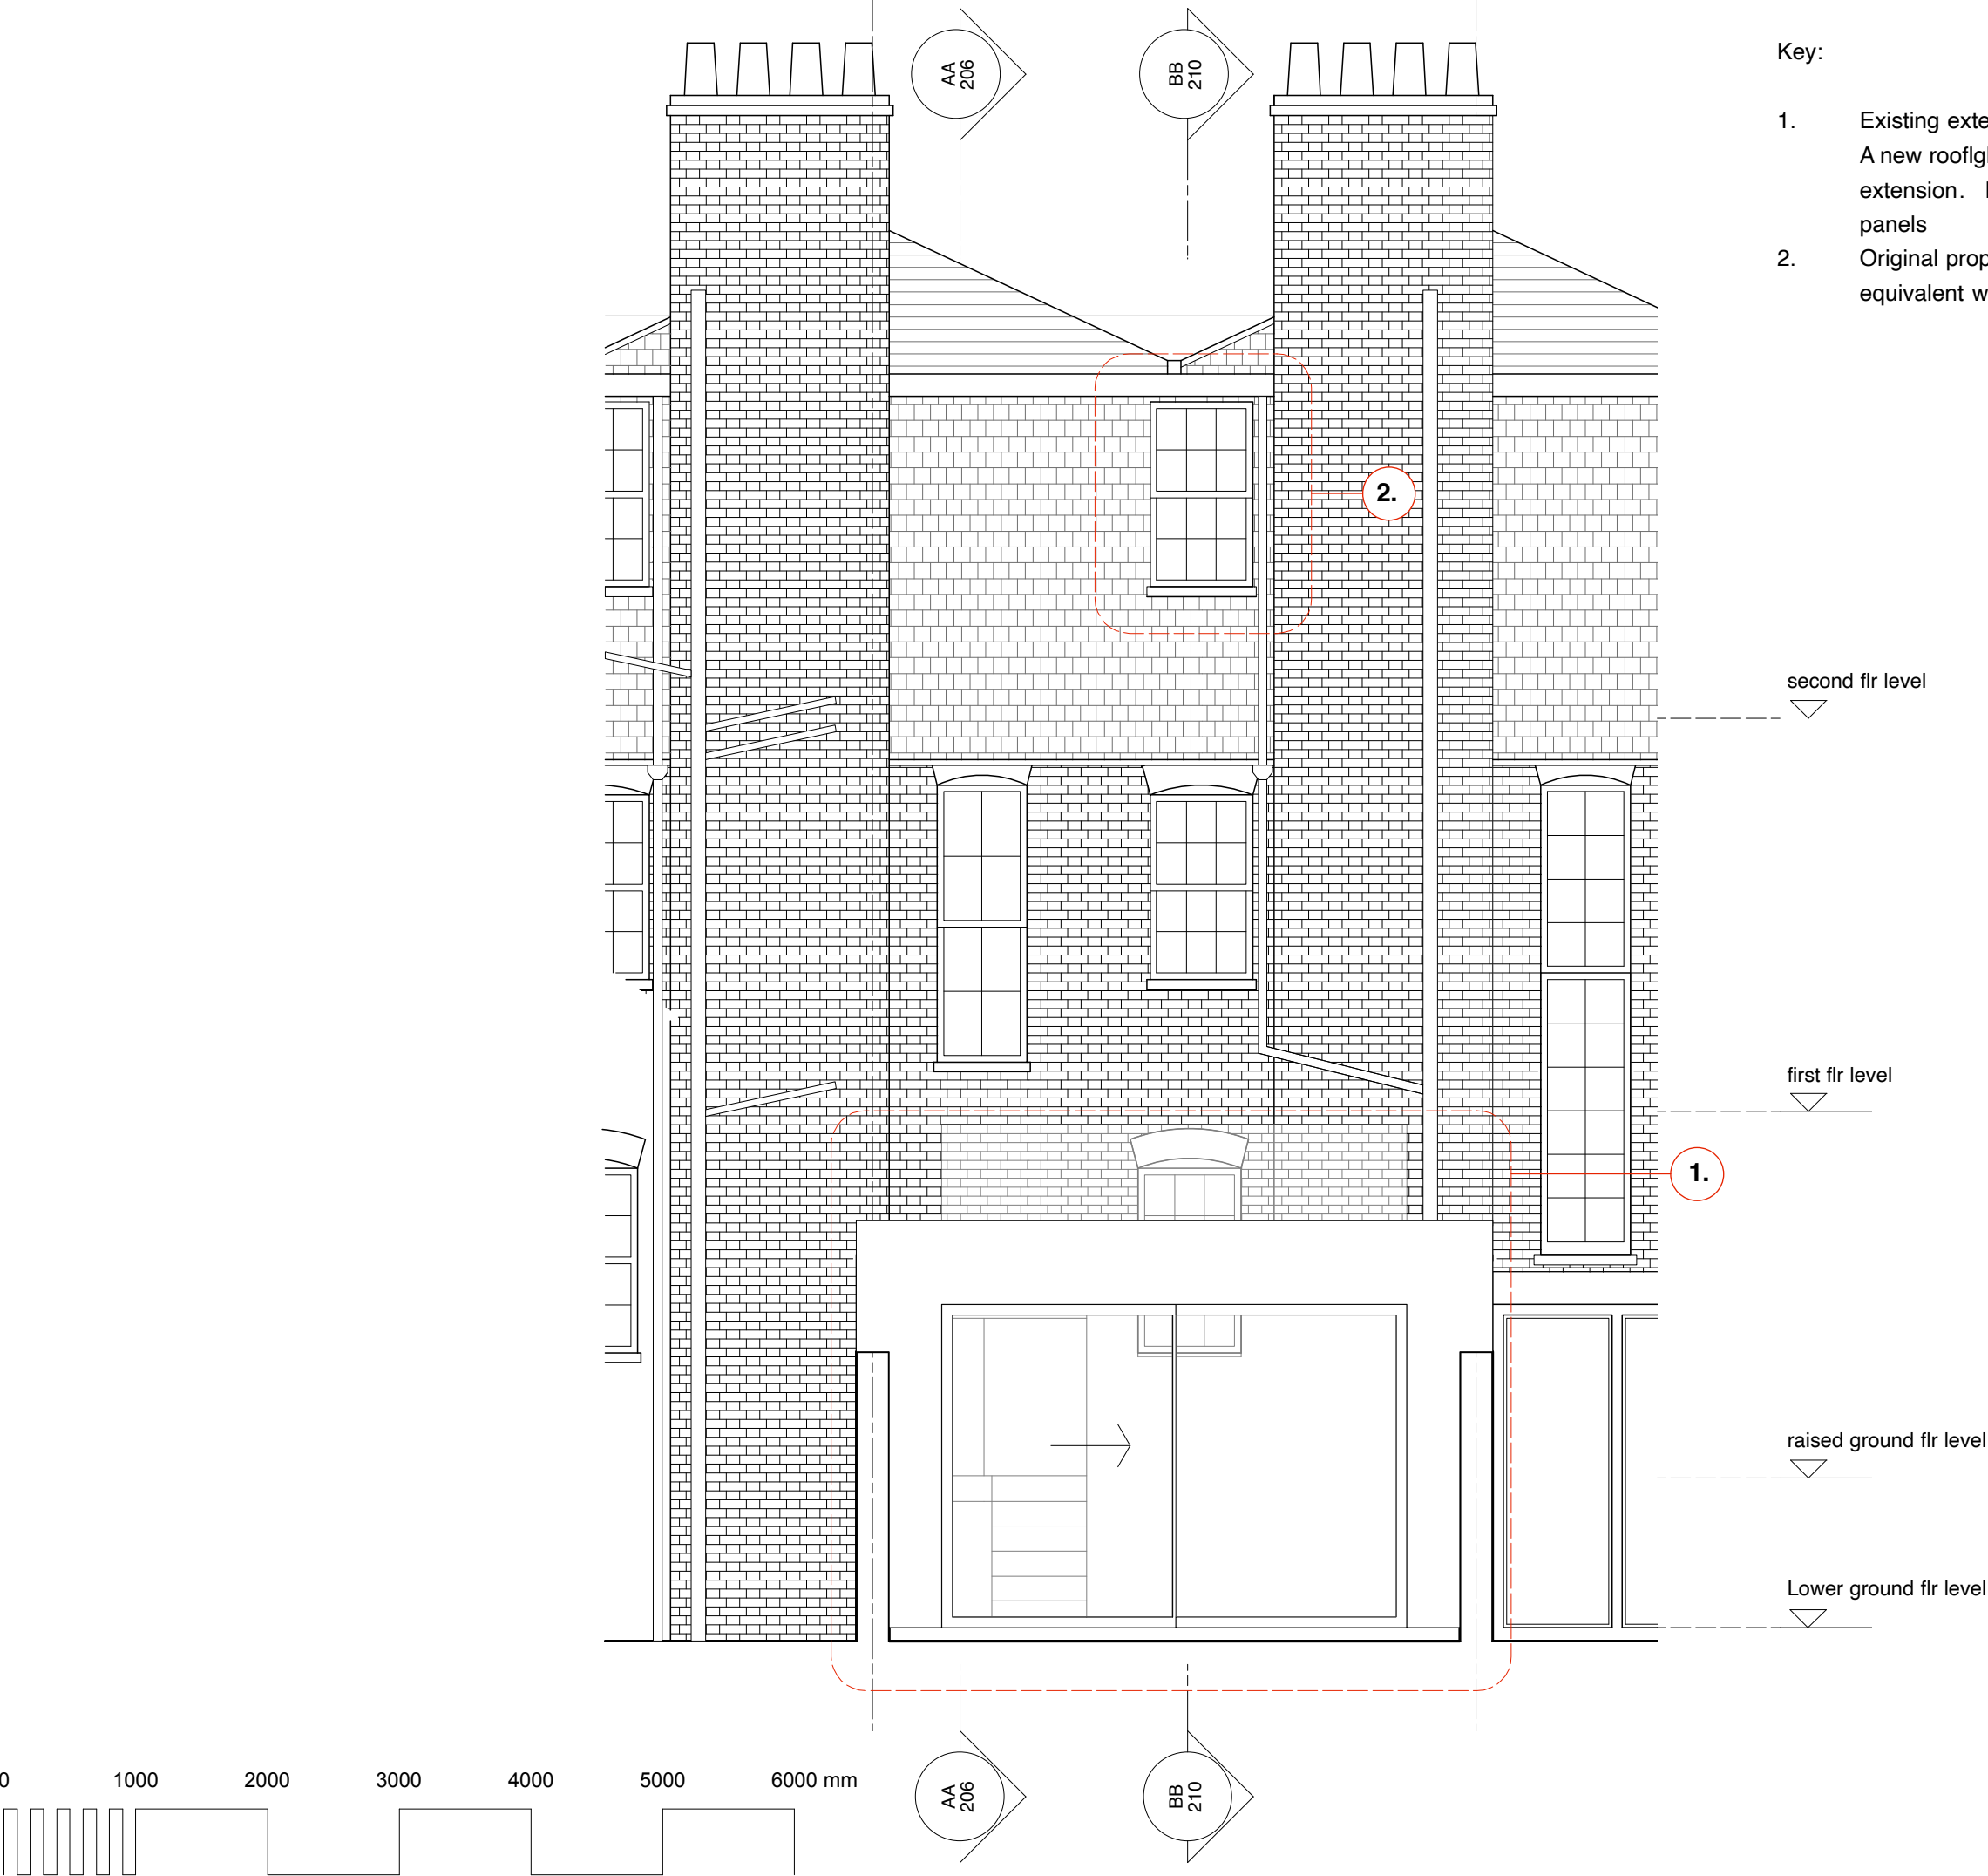 AA
206
BB
210
Key:
1. Existing exte
A new rooflg
extension.
panels
2. Original prop
equivalent w
2.
second flr level
first flr level
1.
raised ground flr level
Lower ground flr level
0 1000 2000 3000 4000 5000 6000 mm
AA
206
BB
210